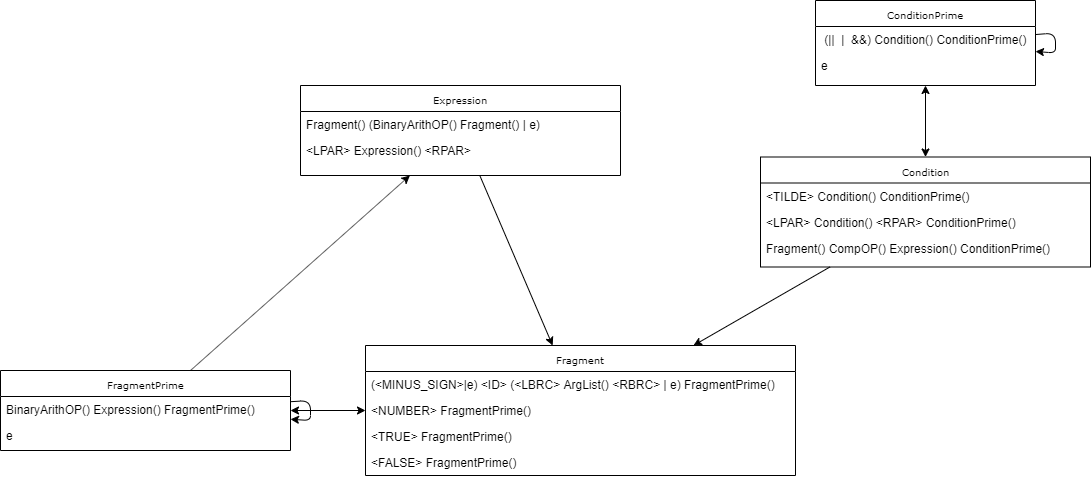 ConditionPrime
(|| | &&) Condition() ConditionPrime()
e
Expression
Fragment() (BinaryArithOP() Fragment() | e)
<LPAR> Expression() <RPAR>
Condition
<TILDE> Condition() ConditionPrime()
<LPAR> Condition() <RPAR> ConditionPrime()
Fragment() CompOP() Expression() ConditionPrime()
Fragment
(<MINUS_SIGN>|e) <ID> (<LBRC> ArgList() <RBRC> | e) FragmentPrime()
<NUMBER> FragmentPrime()
<TRUE> FragmentPrime()
<FALSE> FragmentPrime()
FragmentPrime
BinaryArithOP() Expression() FragmentPrime()
e